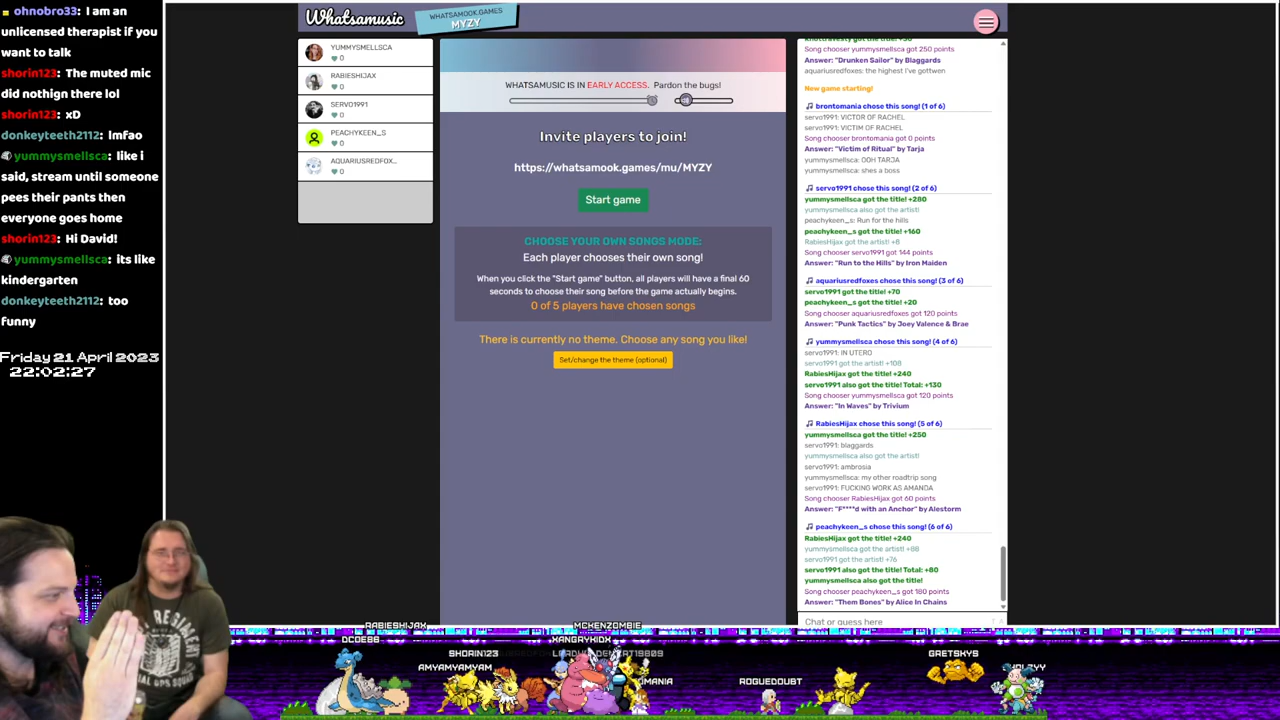 ohnobro33: I am an
unlicensed therapist if you
want to talk
shorin123: The muted mic
did nothign there lol
shorin123: xD
donkeyteeth2112: lmfao
yummysmellsca: like i
said, stream until someone
loses their pants then
everyone goes home
shorin123: Hi David!
yummysmellsca: its like
kindergarten
donkeyteeth2112: too
funny
Friday 21 April 2023
Whatsamusic
WHATSAMOOK.GAMES
MYZY
YUMMYSMELLSCA
0
RABIESHIJAX
0
SERVO1991
0
PEACHYKEEN_S
0
AQUARIUSREDFOX...
0
WHATSAMUSIC IS IN EARLY ACCESS. Pardon the bugs!
Invite players to join!
https://whatsamook.games/mu/MYZY
Start game
CHOOSE YOUR OWN SONGS MODE:
Each player chooses their own song!
When you click the "Start game" button, all players will have a final 60
seconds to choose their song before the game actually begins.
0 of 5 players have chosen songs
There is currently no theme. Choose any song you like!
Set/change the theme (optional)
Song chooser yummysmellsca got 250 points
Answer: "Drunken Sailor" by Blaggards
aquariusredfoxes: the highest I've gottwen
New game starting!
brontomania chose this song! (1 of 6)
servo1991: VICTOR OF RACHEL
servo1991: VICTIM OF RACHEL
Song chooser brontomania got 0 points
Answer: "Victim of Ritual" by Tarja
yummysmellsca: OOH TARJA
yummysmellsca: shes a boss
servo1991 chose this song! (2 of 6)
yummysmellsca got the title! +280
yummysmellsca also got the artist!
peachykeen_s: Run for the hills
peachykeen_s got the title! +160
RabiesHijax got the artist! +8
Song chooser servo1991 got 144 points
Answer: "Run to the Hills" by Iron Maiden
aquariusredfoxes chose this song! (3 of 6)
servo1991 got the title! +70
peachykeen_s got the title! +20
Song chooser aquariusredfoxes got 120 points
Answer: "Punk Tactics" by Joey Valence & Brae
yummysmellsca chose this song! (4 of 6)
servo1991: IN UTERO
servo1991 got the artist! +108
RabiesHijax got the title! +240
servo1991 also got the title! Total: +130
Song chooser yummysmellsca got 120 points
Answer: "In Waves" by Trivium
RabiesHijax chose this song! (5 of 6)
yummysmellsca got the title! +250
servo1991: blaggards
yummysmellsca also got the artist!
servo1991: ambrosia
yummysmellsca: my other roadtrip song
servo1991: FUCKING WORK AS AMANDA
Song chooser RabiesHijax got 60 points
Answer: "F****d with an Anchor" by Alestorm
peachykeen_s chose this song! (6 of 6)
RabiesHijax got the title! +240
yummysmellsca got the artist! +88
servo1991 got the artist! +76
servo1991 also got the title! Total: +80
yummysmellsca also got the title!
Song chooser peachykeen_s got 180 points
Answer: "Them Bones" by Alice In Chains
Chat or guess here
RABIESHIJAX
MCKENZOMBIE
DCDE86
SHORIN123
GRETSKYS
AMYAMYAMYAM
ROGUEDOUBT